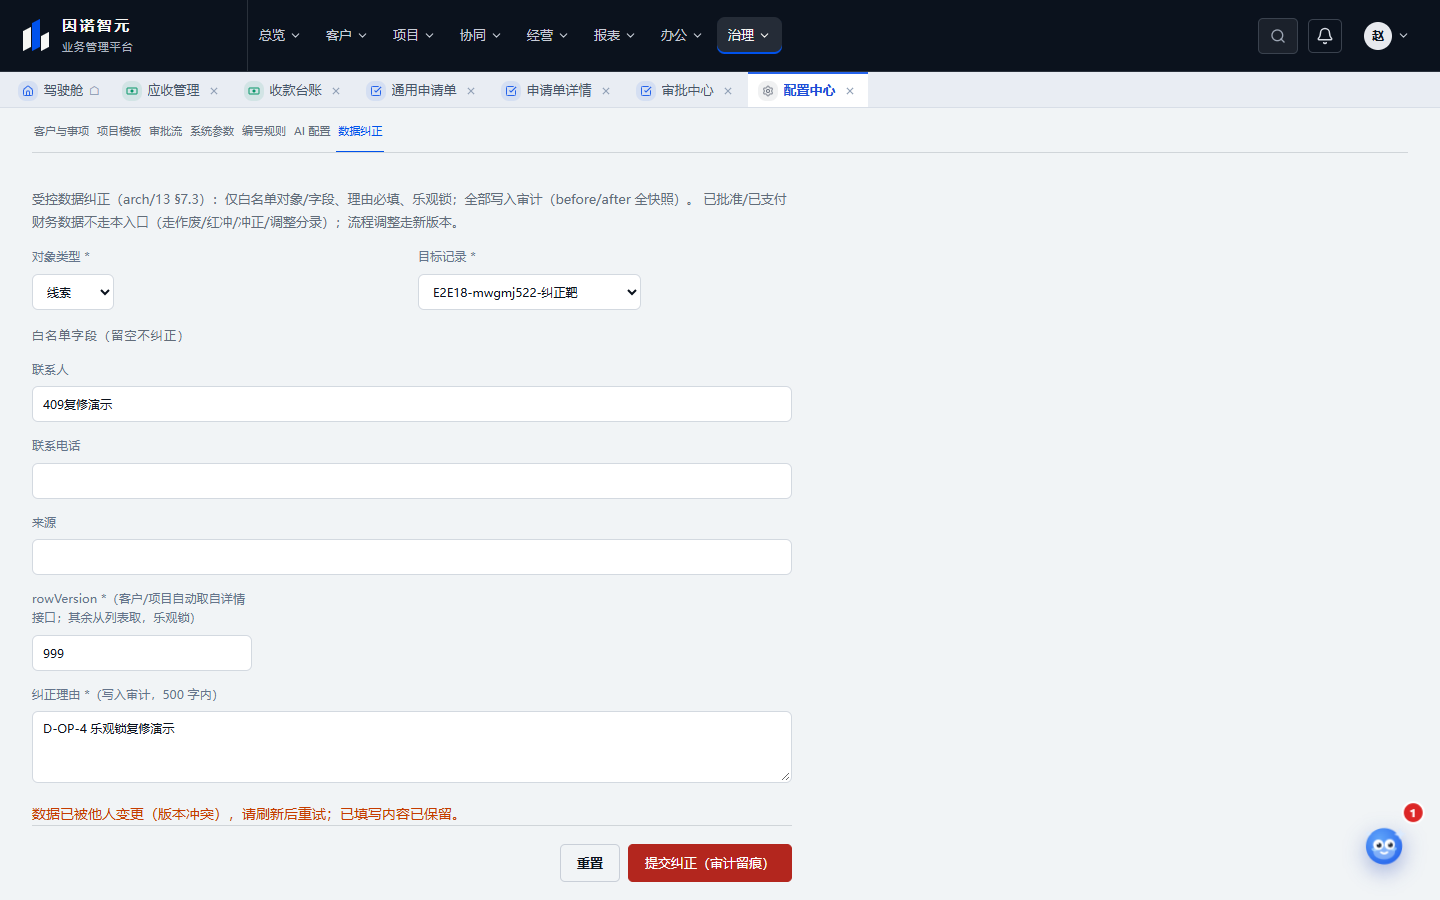 因诺智元
业务管理平台
总览 客户 项目 协同 经营 报表 办公 治理
赵
驾驶舱 应收管理 收款台账 通用申请单 申请单详情 审批中心 配置中心
客户与事项 项目模板 审批流 系统参数 编号规则 AI 配置 数据纠正
受控数据纠正（arch/13 §7.3）：仅白名单对象/字段、理由必填、乐观锁；全部写入审计（before/after 全快照）。 已批准/已支付
财务数据不走本入口（走作废/红冲/冲正/调整分录）；流程调整走新版本。
对象类型 * 目标记录 *
线索 E2E18-mwgmj522-纠正靶
白名单字段（留空不纠正）
联系人
409复修演示
联系电话
来源
rowVersion *（客户/项目自动取自详情
接口；其余从列表取，乐观锁）
999
纠正理由 *（写入审计，500 字内）
D-OP-4 乐观锁复修演示
数据已被他人变更（版本冲突），请刷新后重试；已填写内容已保留。
1
重置 提交纠正（审计留痕）